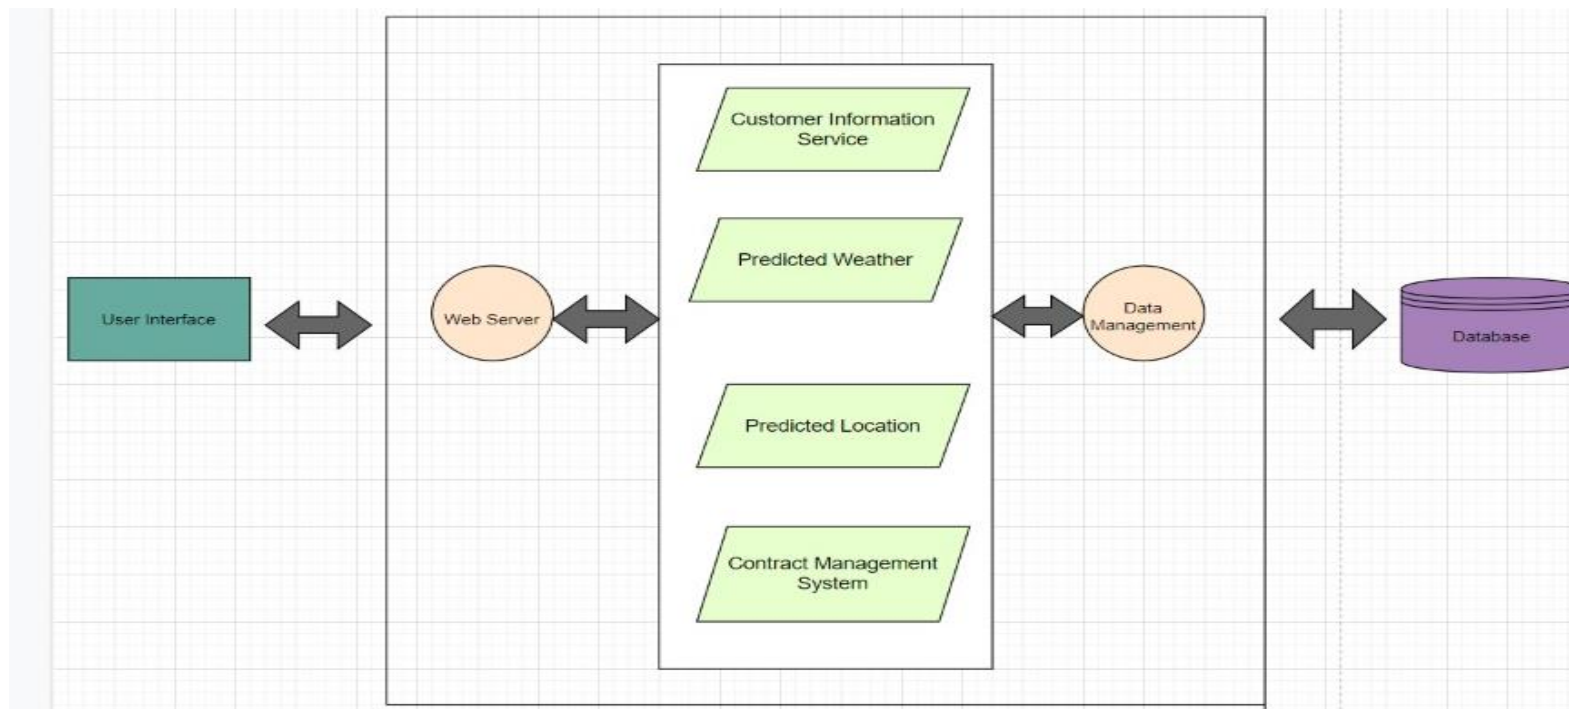 Customer Information
Service
Predicted Weather
User Interface
Web Server
Data
Management
Database
Predicted Location
Contract Management
System